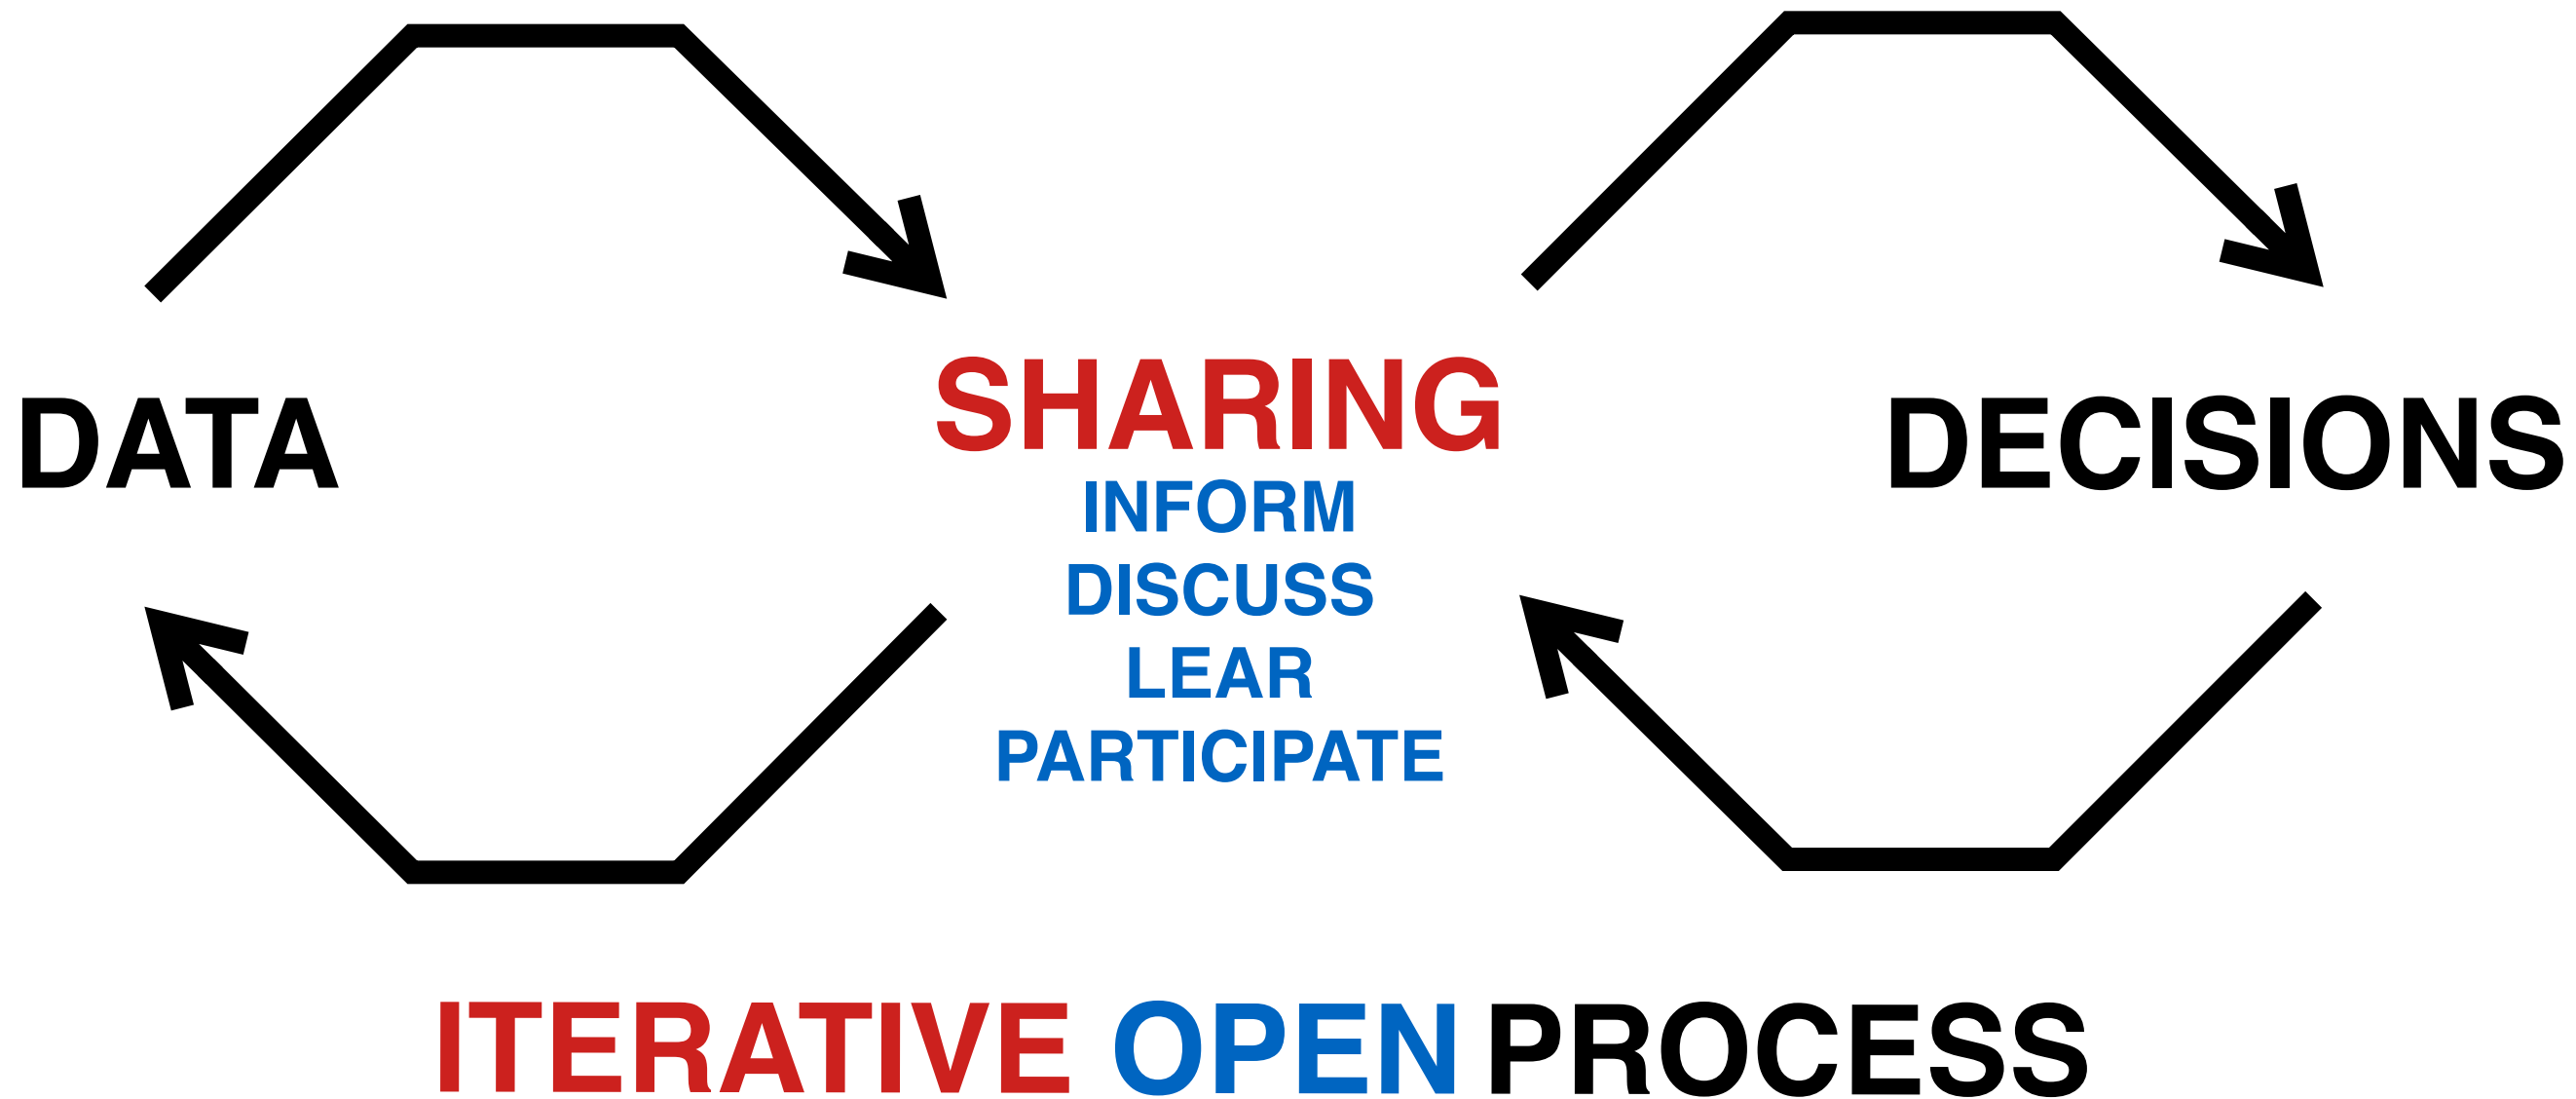 DATA
SHARING
INFORM
DISCUSS
LEAR
PARTICIPATE
DECISIONS
ITERATIVE OPEN PROCESS